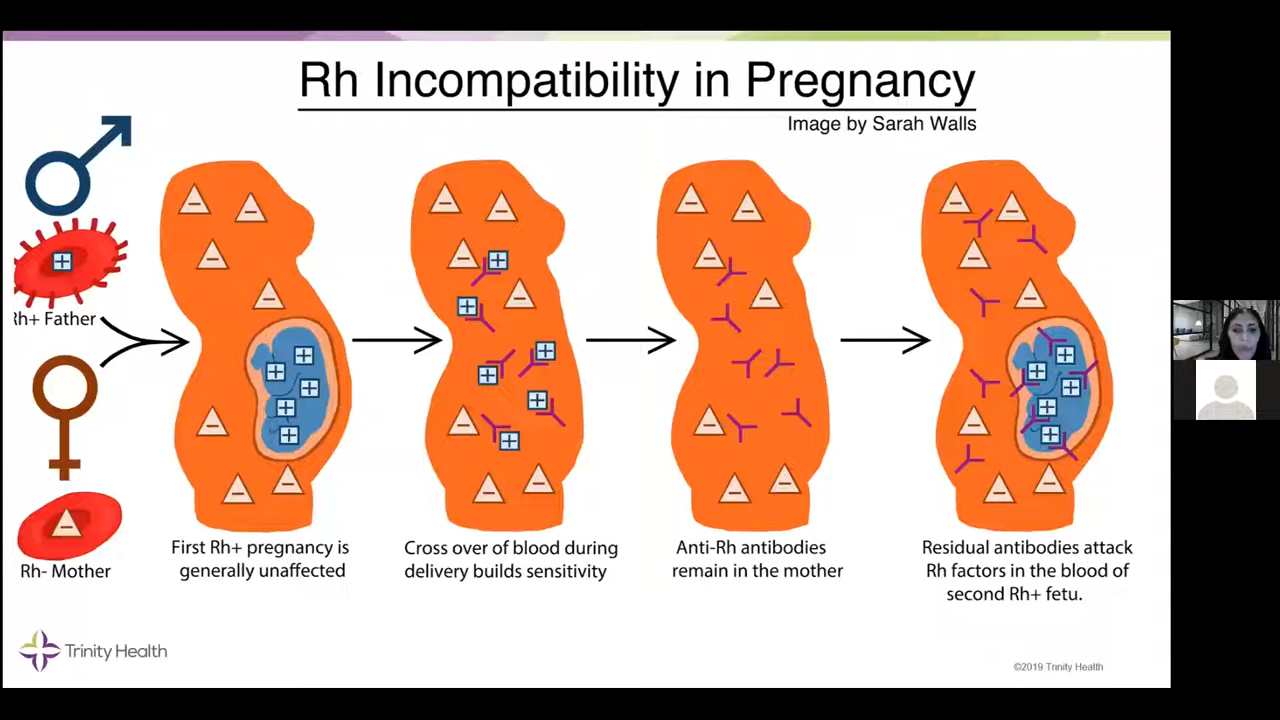 Rh Incompatibility in Pregnancy
Image by Sarah Walls
Rh+ Father
Rh- Mother
First Rh+ pregnancy is
generally unaffected
Cross over of blood during
delivery builds sensitivity
Anti-Rh antibodies
remain in the mother
Residual antibodies attack
Rh factors in the blood of
second Rh+ fetu.
Trinity Health
©2019 Trinity Health